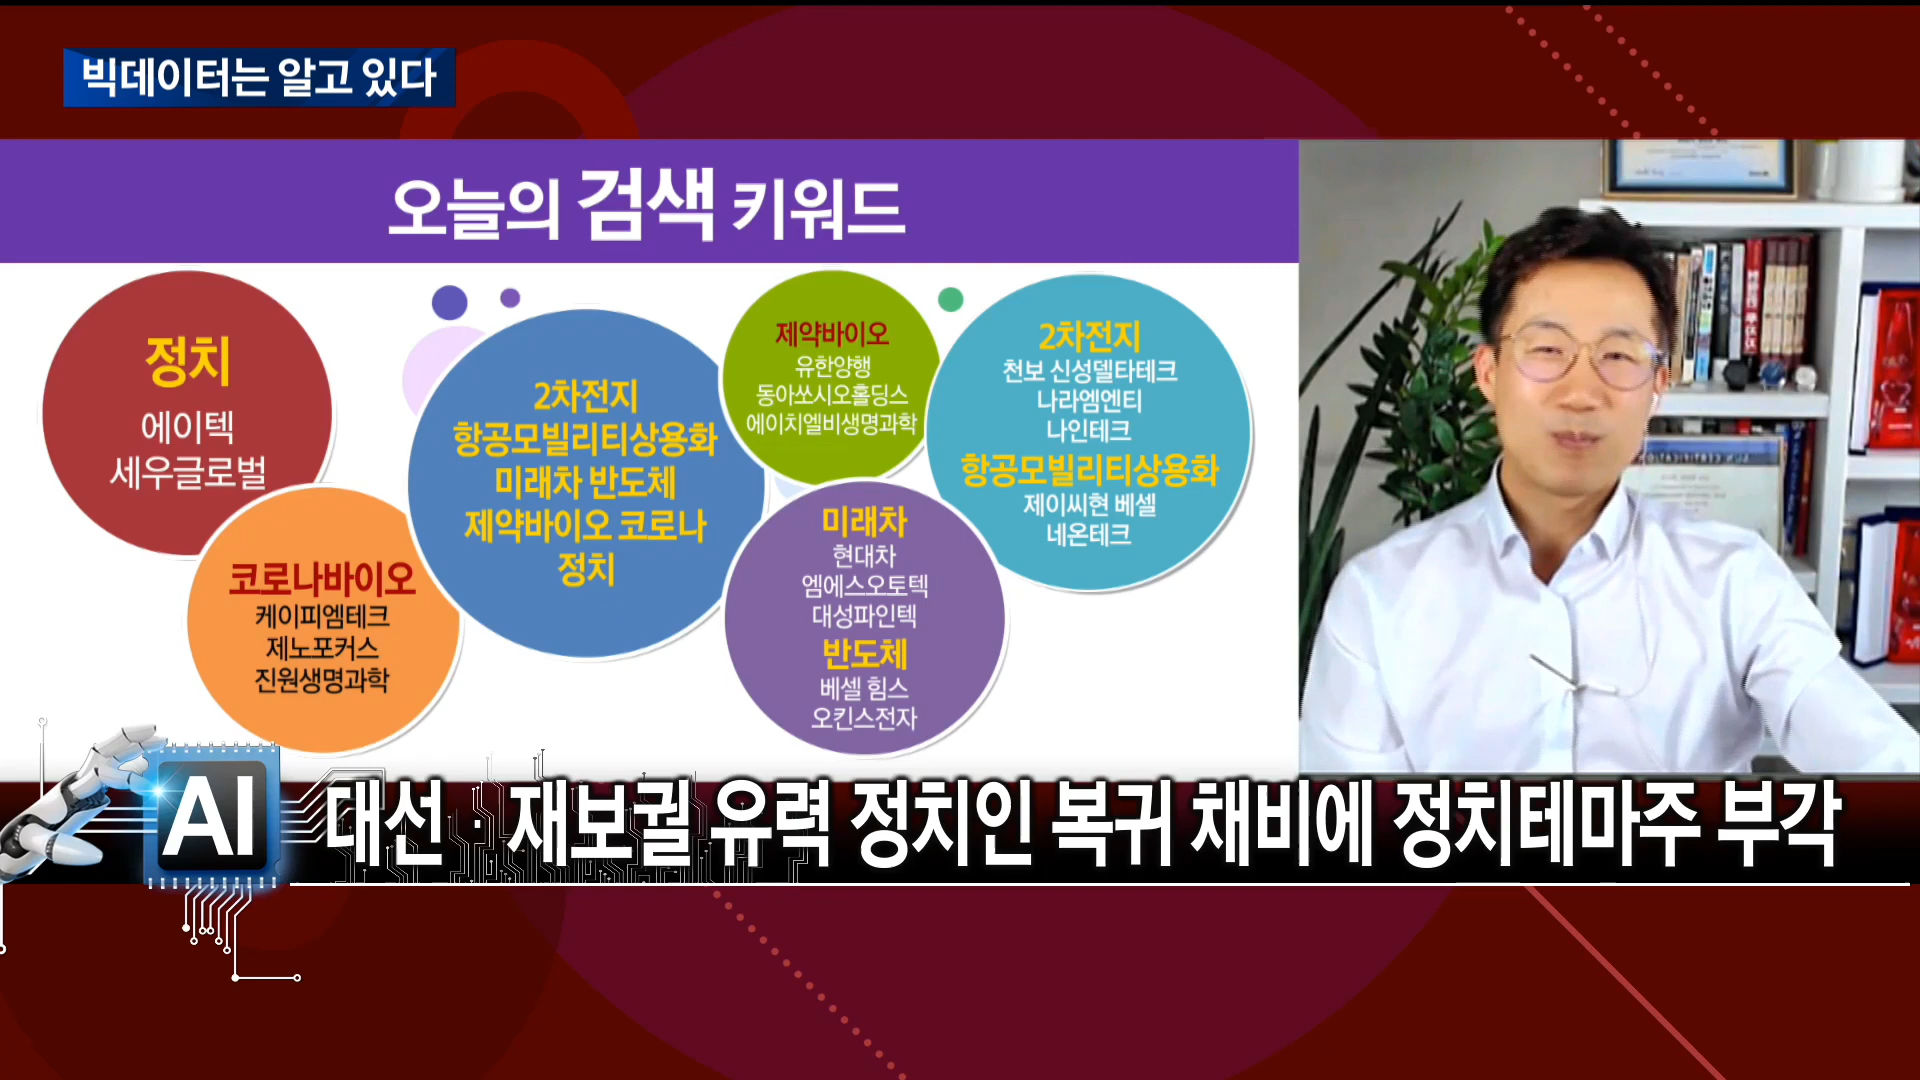 빅데이터는 알고 있다
오늘의 검색 키워드
정치
에이텍
세우글로벌
코로나바이오
케이피엠테크
제노포커스
진원생명과학
2차전지
항공모빌리티상용화
미래차 반도체
제약바이오 코로나
정치
제약바이오
유한양행
동아쏘시오홀딩스
에이치엘비생명과학
미래차
현대차
엠에스오토텍
대성파인텍
반도체
베셀 힘스
오킨스전자
2차전지
천보 신성델타테크
나라엠엔티
나인테크
항공모빌리티상용화
제이씨현 베셀
네온테크
AI
대선·재보궐 유력 정치인 복귀 채비에 정치테마주 부각